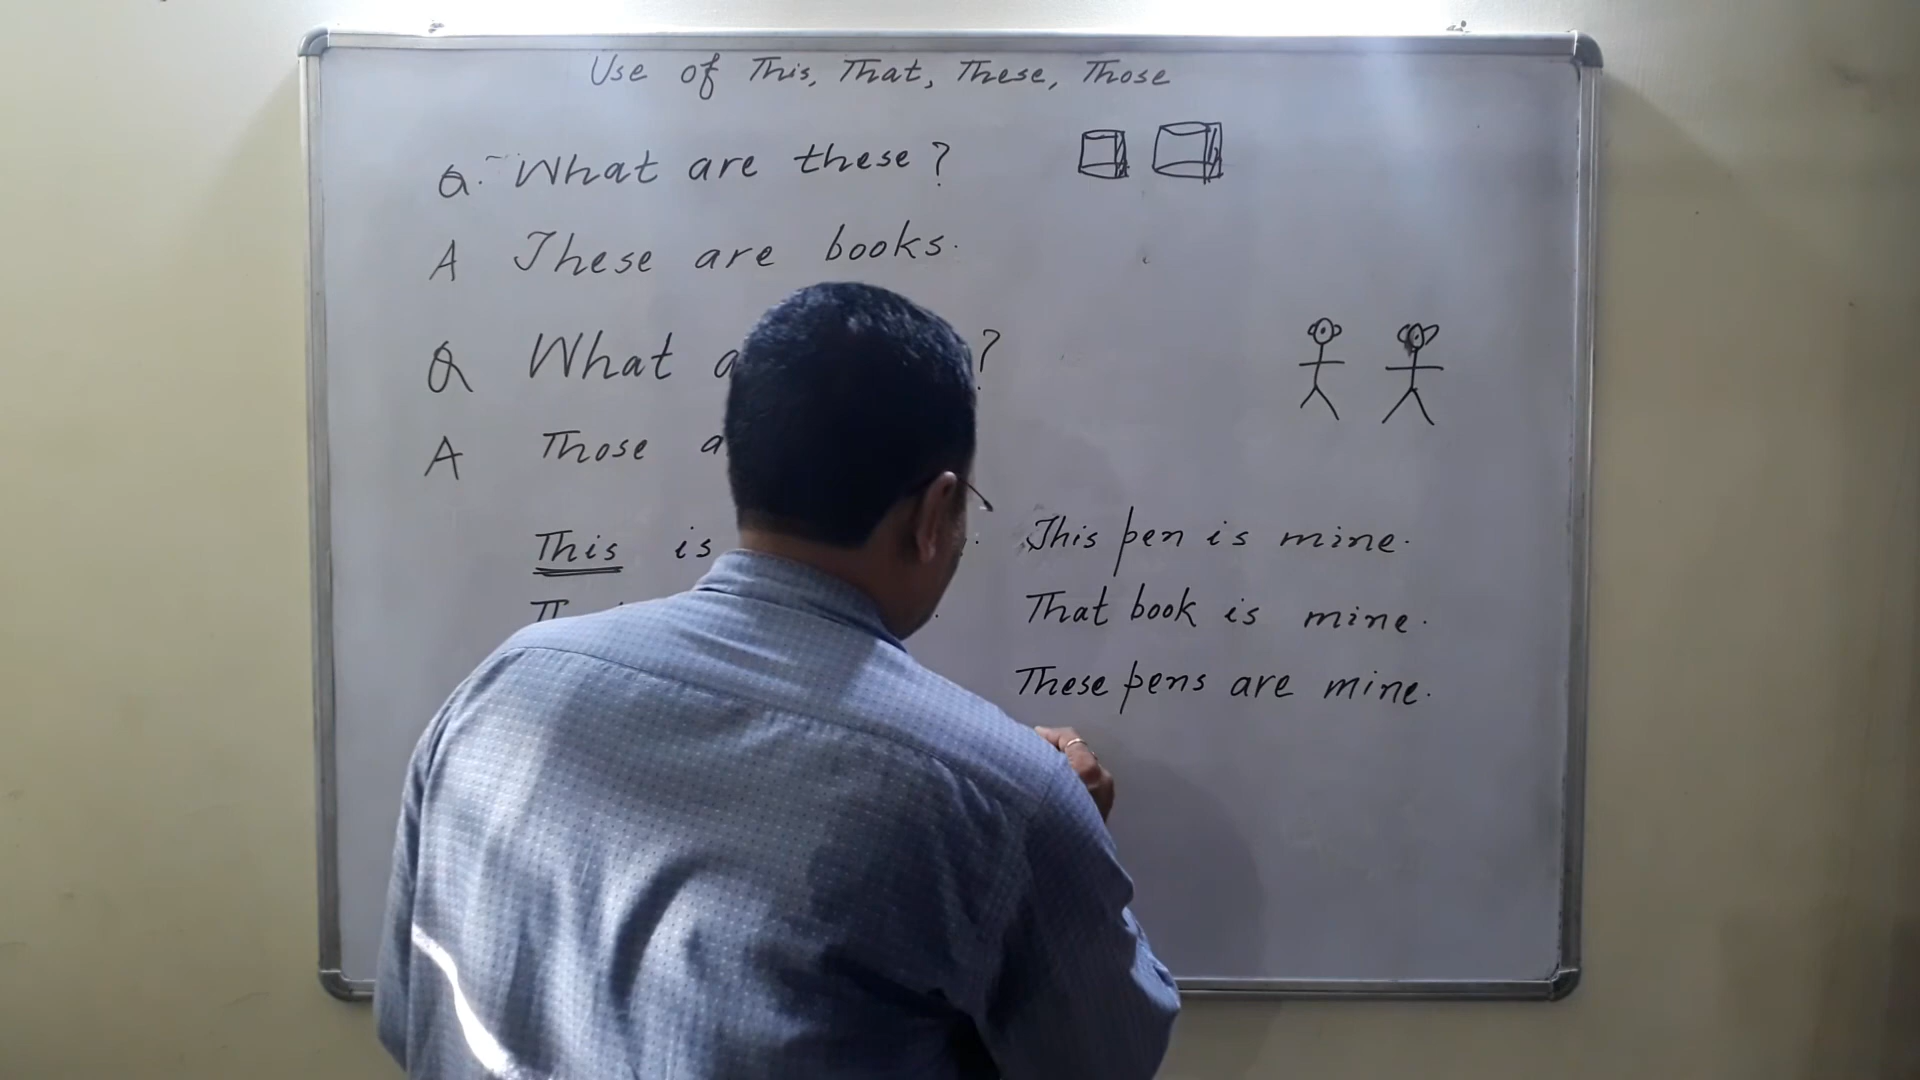 Use of This, That, These, Those
Q. What are these?
A These are books.
Q What ?
A Those
This is
This pen is mine.
That book is mine.
These pens are mine.